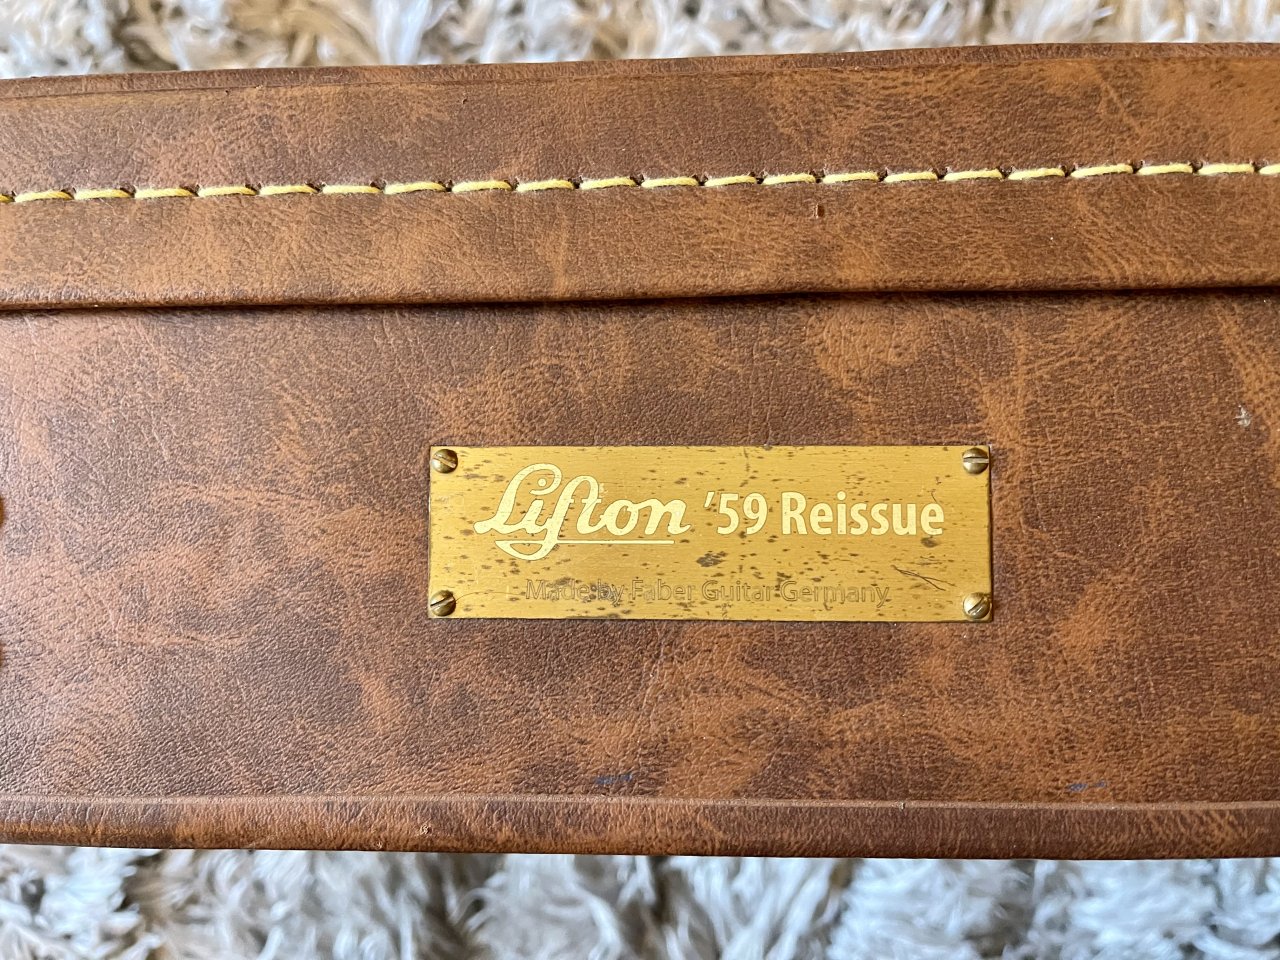 Lifton '59 Reissue
Made by Faber Guitar Germany